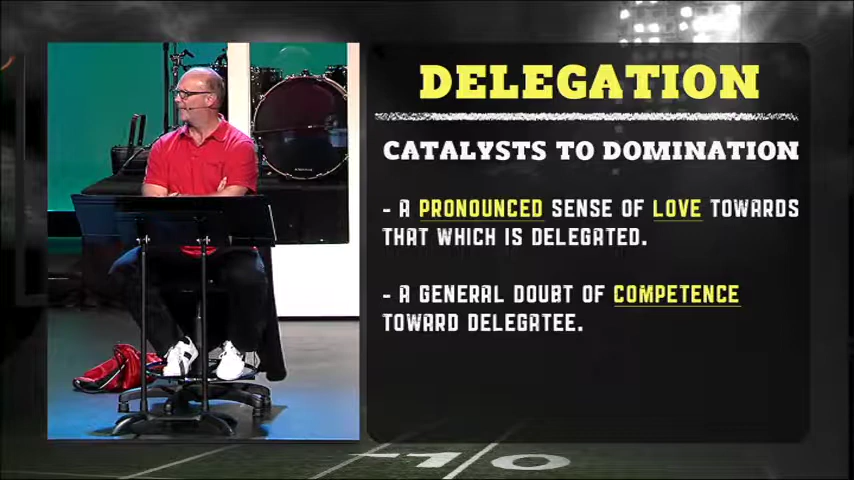 DELEGATION
CATALYSTS TO DOMINATION
- A PRONOUNCED SENSE OF LOVE TOWARDS
THAT WHICH IS DELEGATED.
- A GENERAL DOUBT OF COMPETENCE
TOWARD DELEGATEE.
10